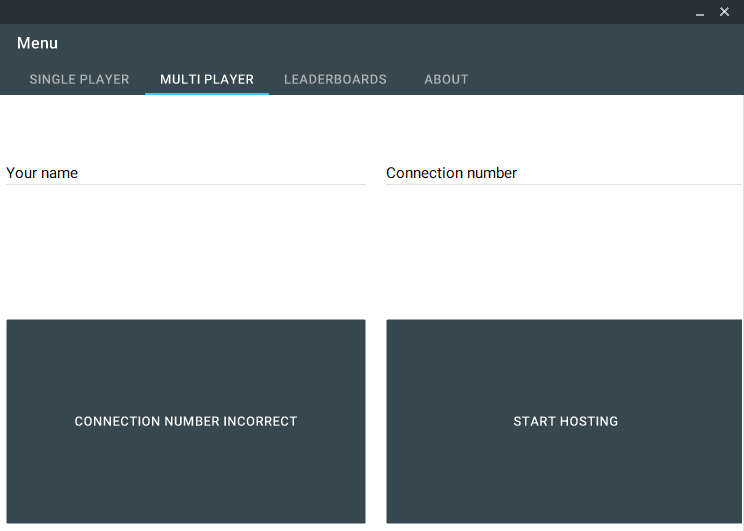 Menu
SINGLE PLAYER MULTI PLAYER LEADERBOARDS ABOUT
Your name Connection number
CONNECTION NUMBER INCORRECT START HOSTING